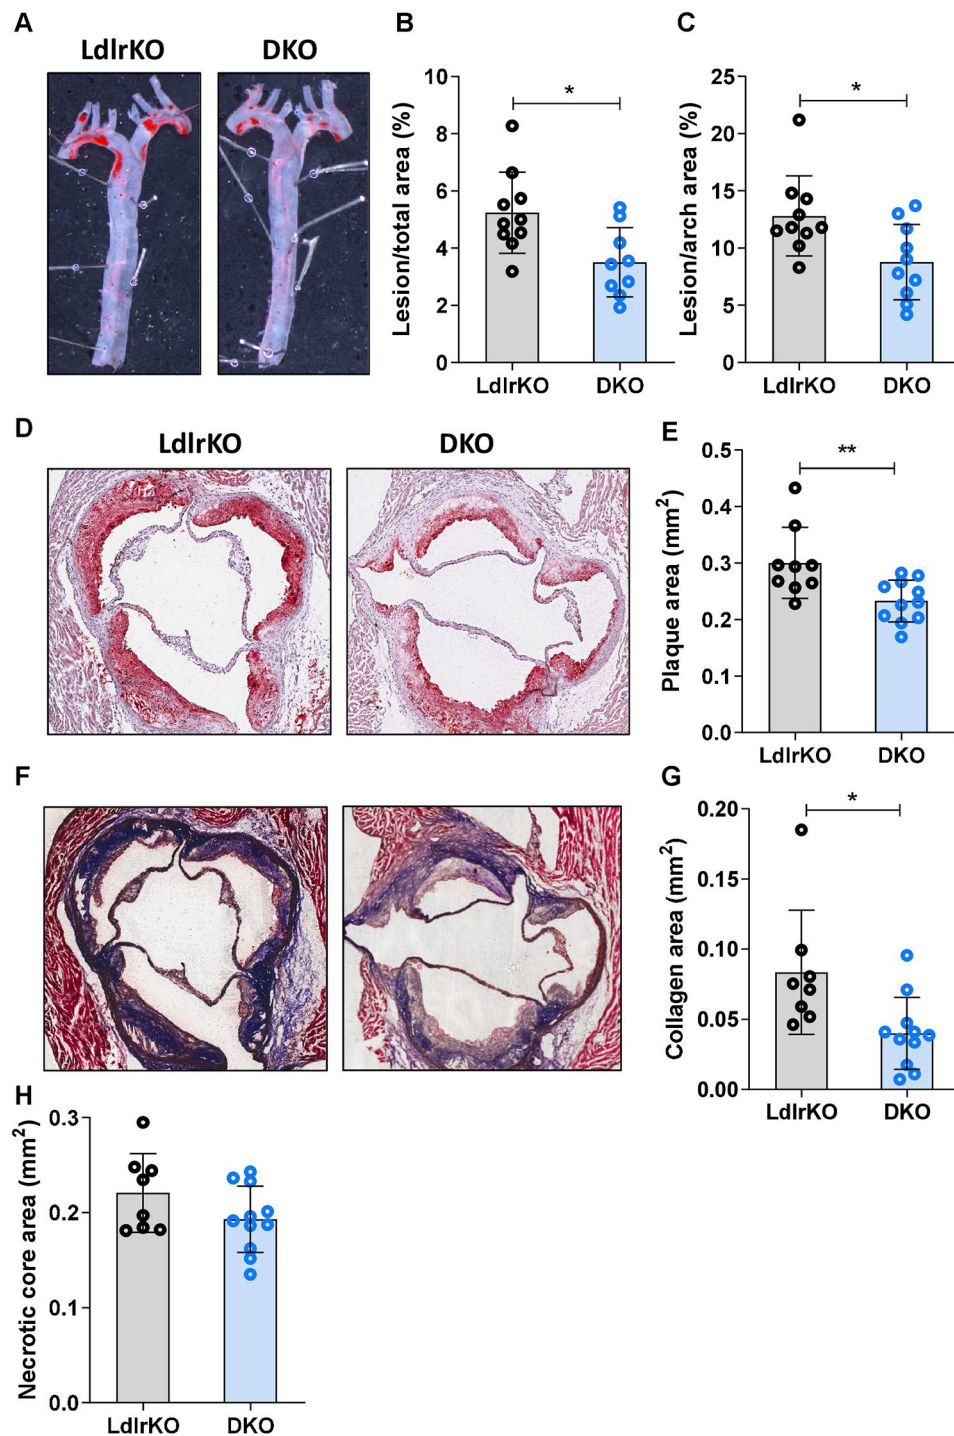 A
LdlrKO
DKO
B
Lesion/total area (%)
10
8
6
4
2
0
*
LdlrKO
DKO
C
Lesion/arch area (%)
25
20
15
10
5
0
*
LdlrKO
DKO
D
LdlrKO
DKO
E
Plaque area (mm²)
0.5
0.4
0.3
0.2
0.1
0.0
**
LdlrKO
DKO
F
G
Collagen area (mm²)
0.20
0.15
0.10
0.05
0.00
*
LdlrKO
DKO
H
Necrotic core area (mm²)
0.3
0.2
0.1
0.0
LdlrKO
DKO